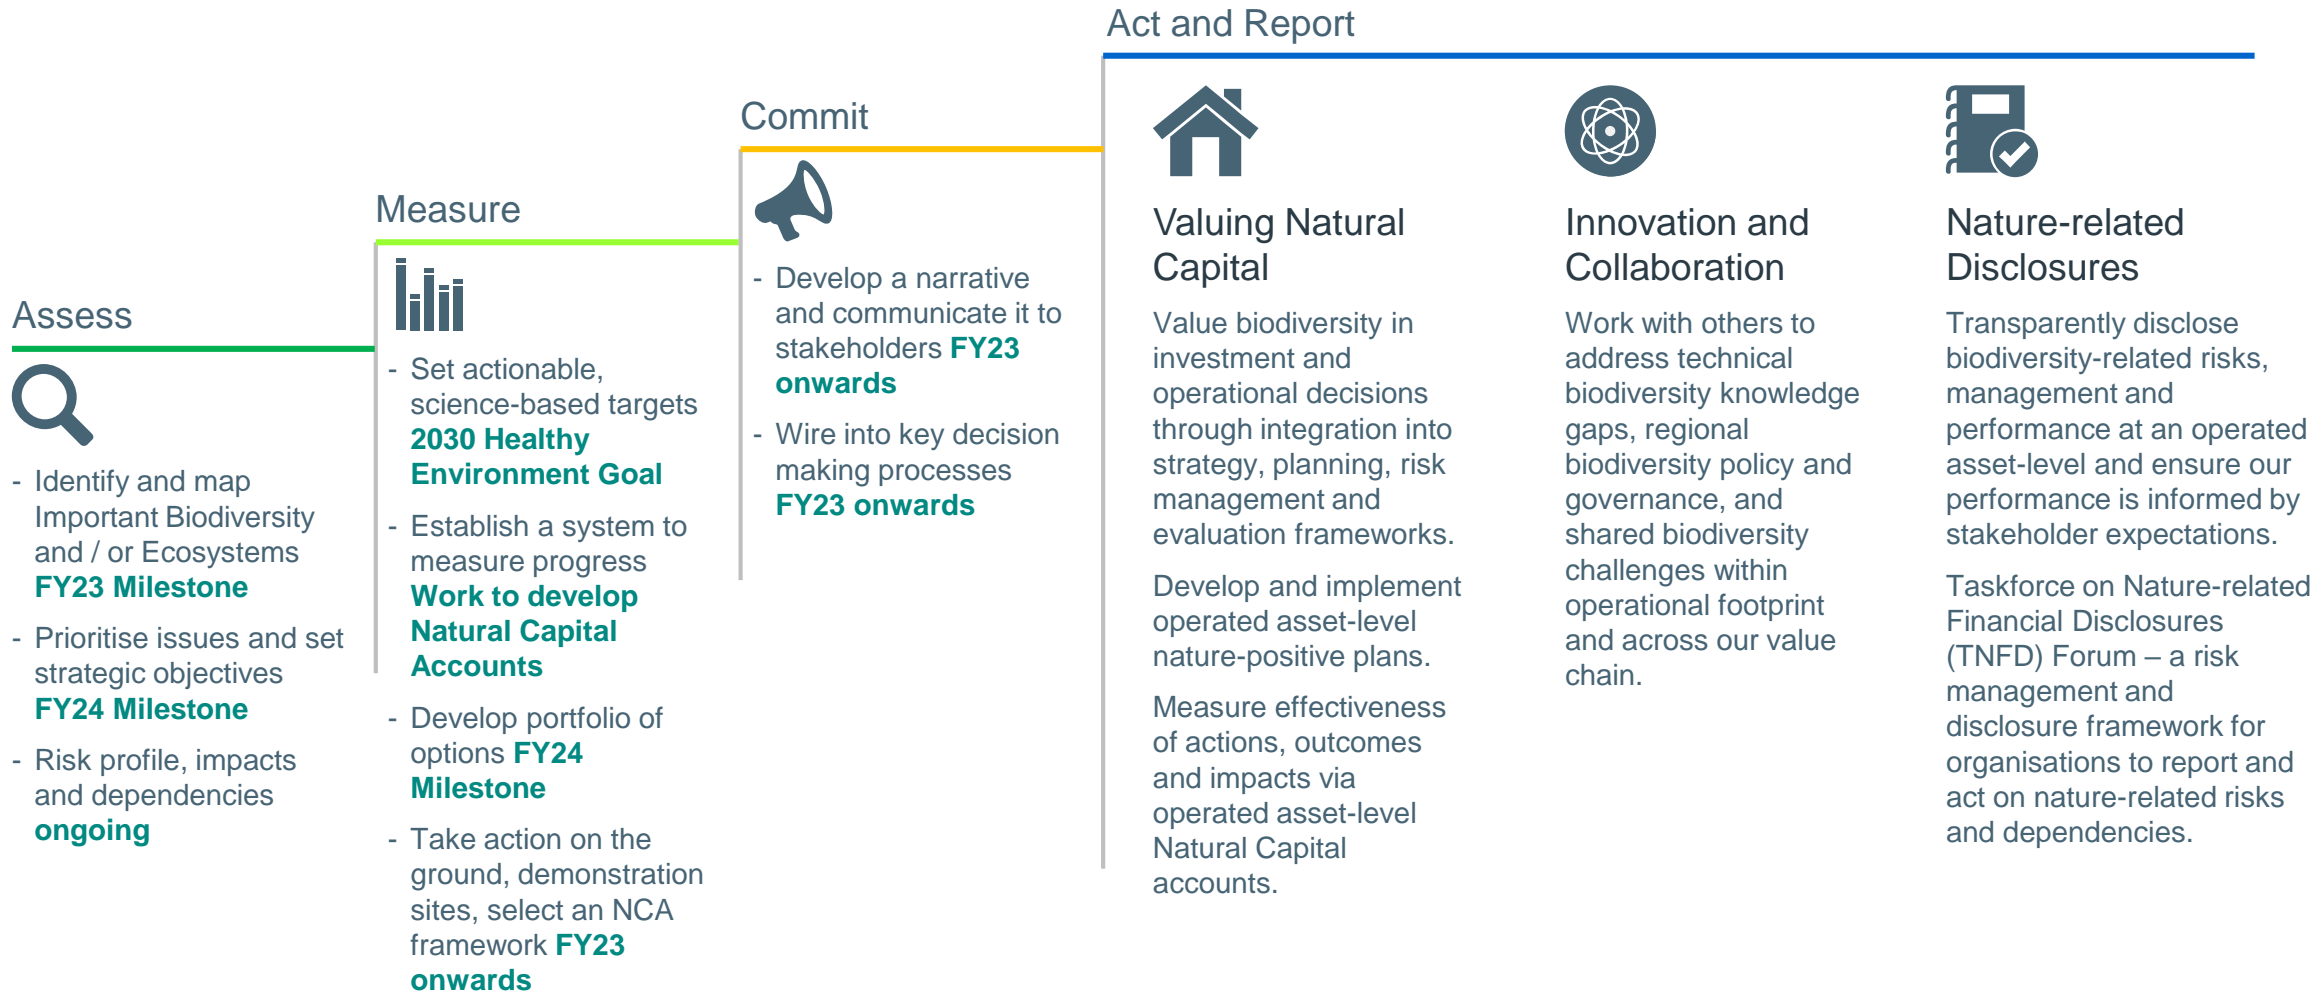 Assess
- Identify and map
Important Biodiversity
and / or Ecosystems
FY23 Milestone
- Prioritise issues and set
strategic objectives
FY24 Milestone
- Risk profile, impacts
and dependencies
ongoing
Measure
- Set actionable,
science-based targets
2030 Healthy
Environment Goal
- Establish a system to
measure progress
Work to develop
Natural Capital
Accounts
- Develop portfolio of
options FY24
Milestone
- Take action on the
ground, demonstration
sites, select an NCA
framework FY23
onwards
Commit
- Develop a narrative
and communicate it to
stakeholders FY23
onwards
- Wire into key decision
making processes
FY23 onwards
Act and Report
Valuing Natural
Capital
Value biodiversity in
investment and
operational decisions
through integration into
strategy, planning, risk
management and
evaluation frameworks.
Develop and implement
operated asset-level
nature-positive plans.
Measure effectiveness
of actions, outcomes
and impacts via
operated asset-level
Natural Capital
accounts.
Innovation and
Collaboration
Work with others to
address technical
biodiversity knowledge
gaps, regional
biodiversity policy and
governance, and
shared biodiversity
challenges within
operational footprint
and across our value
chain.
Nature-related
Disclosures
Transparently disclose
biodiversity-related risks,
management and
performance at an operated
asset-level and ensure our
performance is informed by
stakeholder expectations.
Taskforce on Nature-related
Financial Disclosures
(TNFD) Forum – a risk
management and
disclosure framework for
organisations to report and
act on nature-related risks
and dependencies.